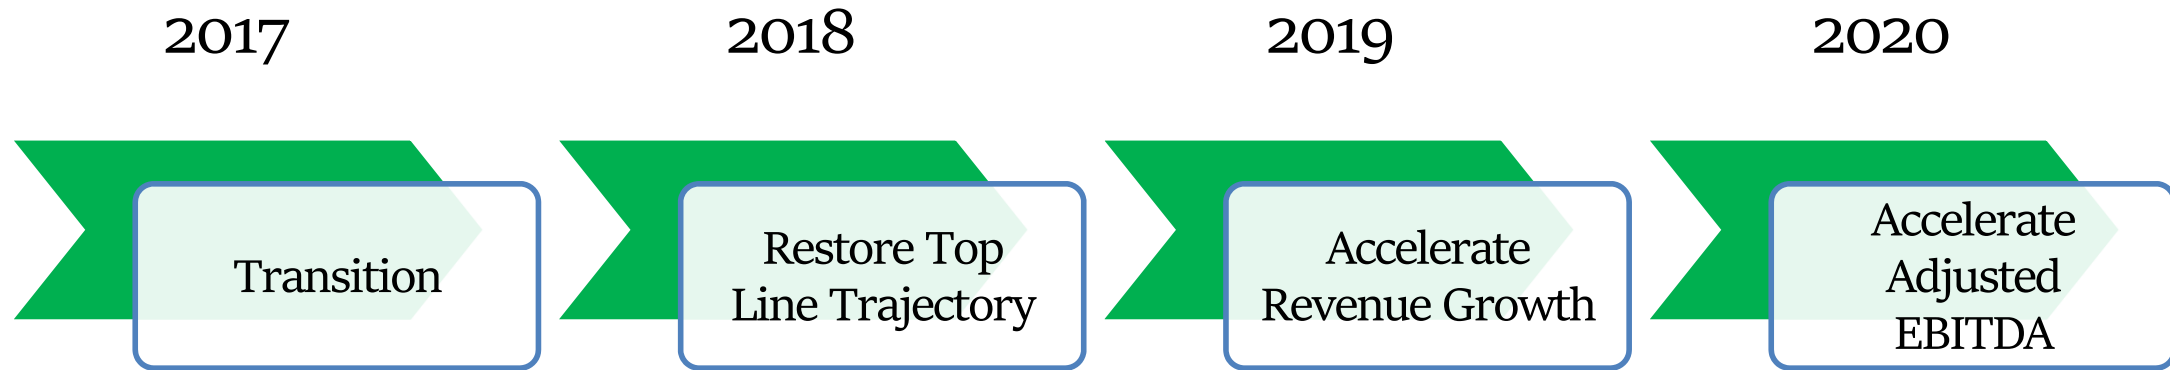 2017
2018
2019
2020
Transition
Restore Top
Line Trajectory
Accelerate
Revenue Growth
Accelerate
Adjusted
EBITDA